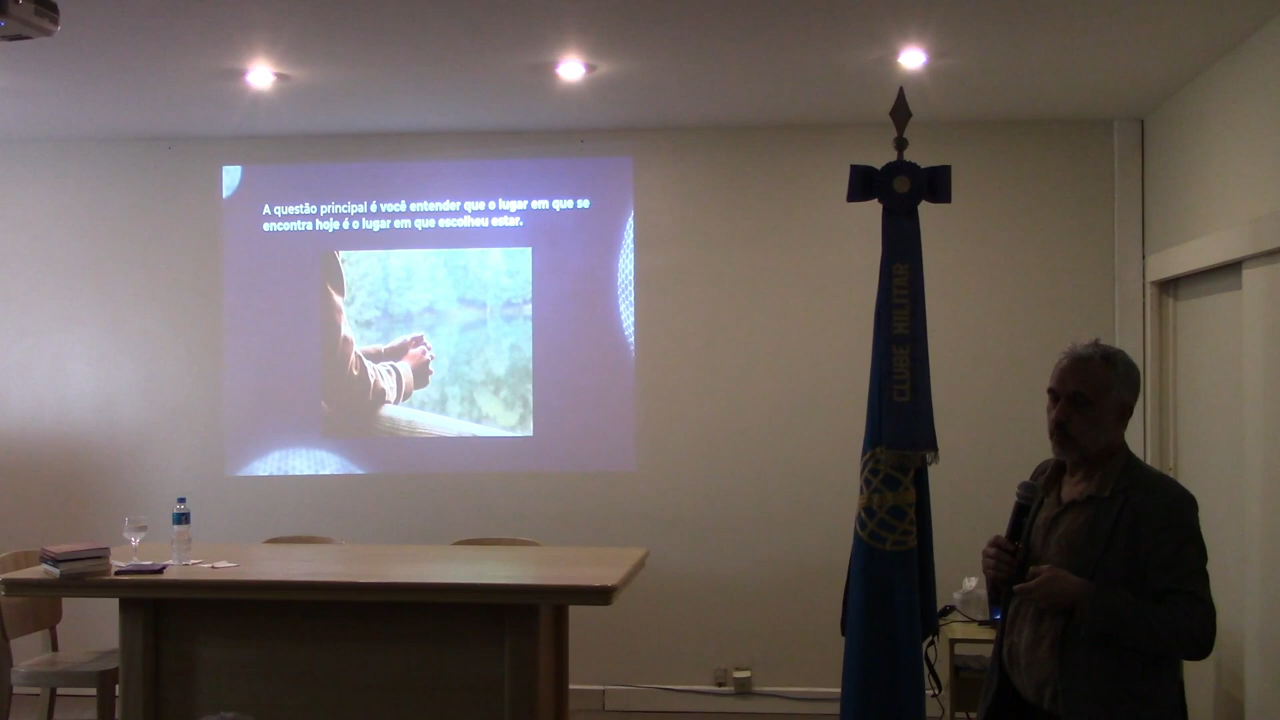 A questão principal é você entender que o lugar em que se
encontra hoje é o lugar em que escolheu estar.
CLUBE MILITAR